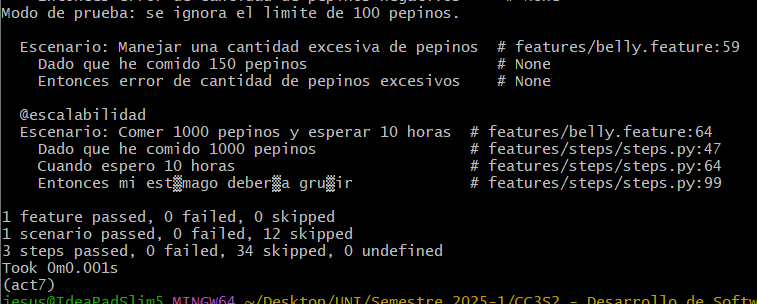 Modo de prueba: se ignora el limite de 100 pepinos.
Escenario: Manejar una cantidad excesiva de pepinos # features/belly.feature:59
Dado que he comido 150 pepinos # None
Entonces error de cantidad de pepinos excesivos # None
@escalabilidad
Escenario: Comer 1000 pepinos y esperar 10 horas # features/belly.feature:64
Dado que he comido 1000 pepinos # features/steps/steps.py:47
Cuando espero 10 horas # features/steps/steps.py:64
Entonces mi est▒mago deber▒a gru▒ir # features/steps/steps.py:99
1 feature passed, 0 failed, 0 skipped
1 scenario passed, 0 failed, 12 skipped
3 steps passed, 0 failed, 34 skipped, 0 undefined
Took 0m0.001s
(act7)
jesus@IdeaPadSlim5 MINGW64 ~/Desktop/UNI/Semestre 2025-1/CC3S2 - Desarrollo de Softw